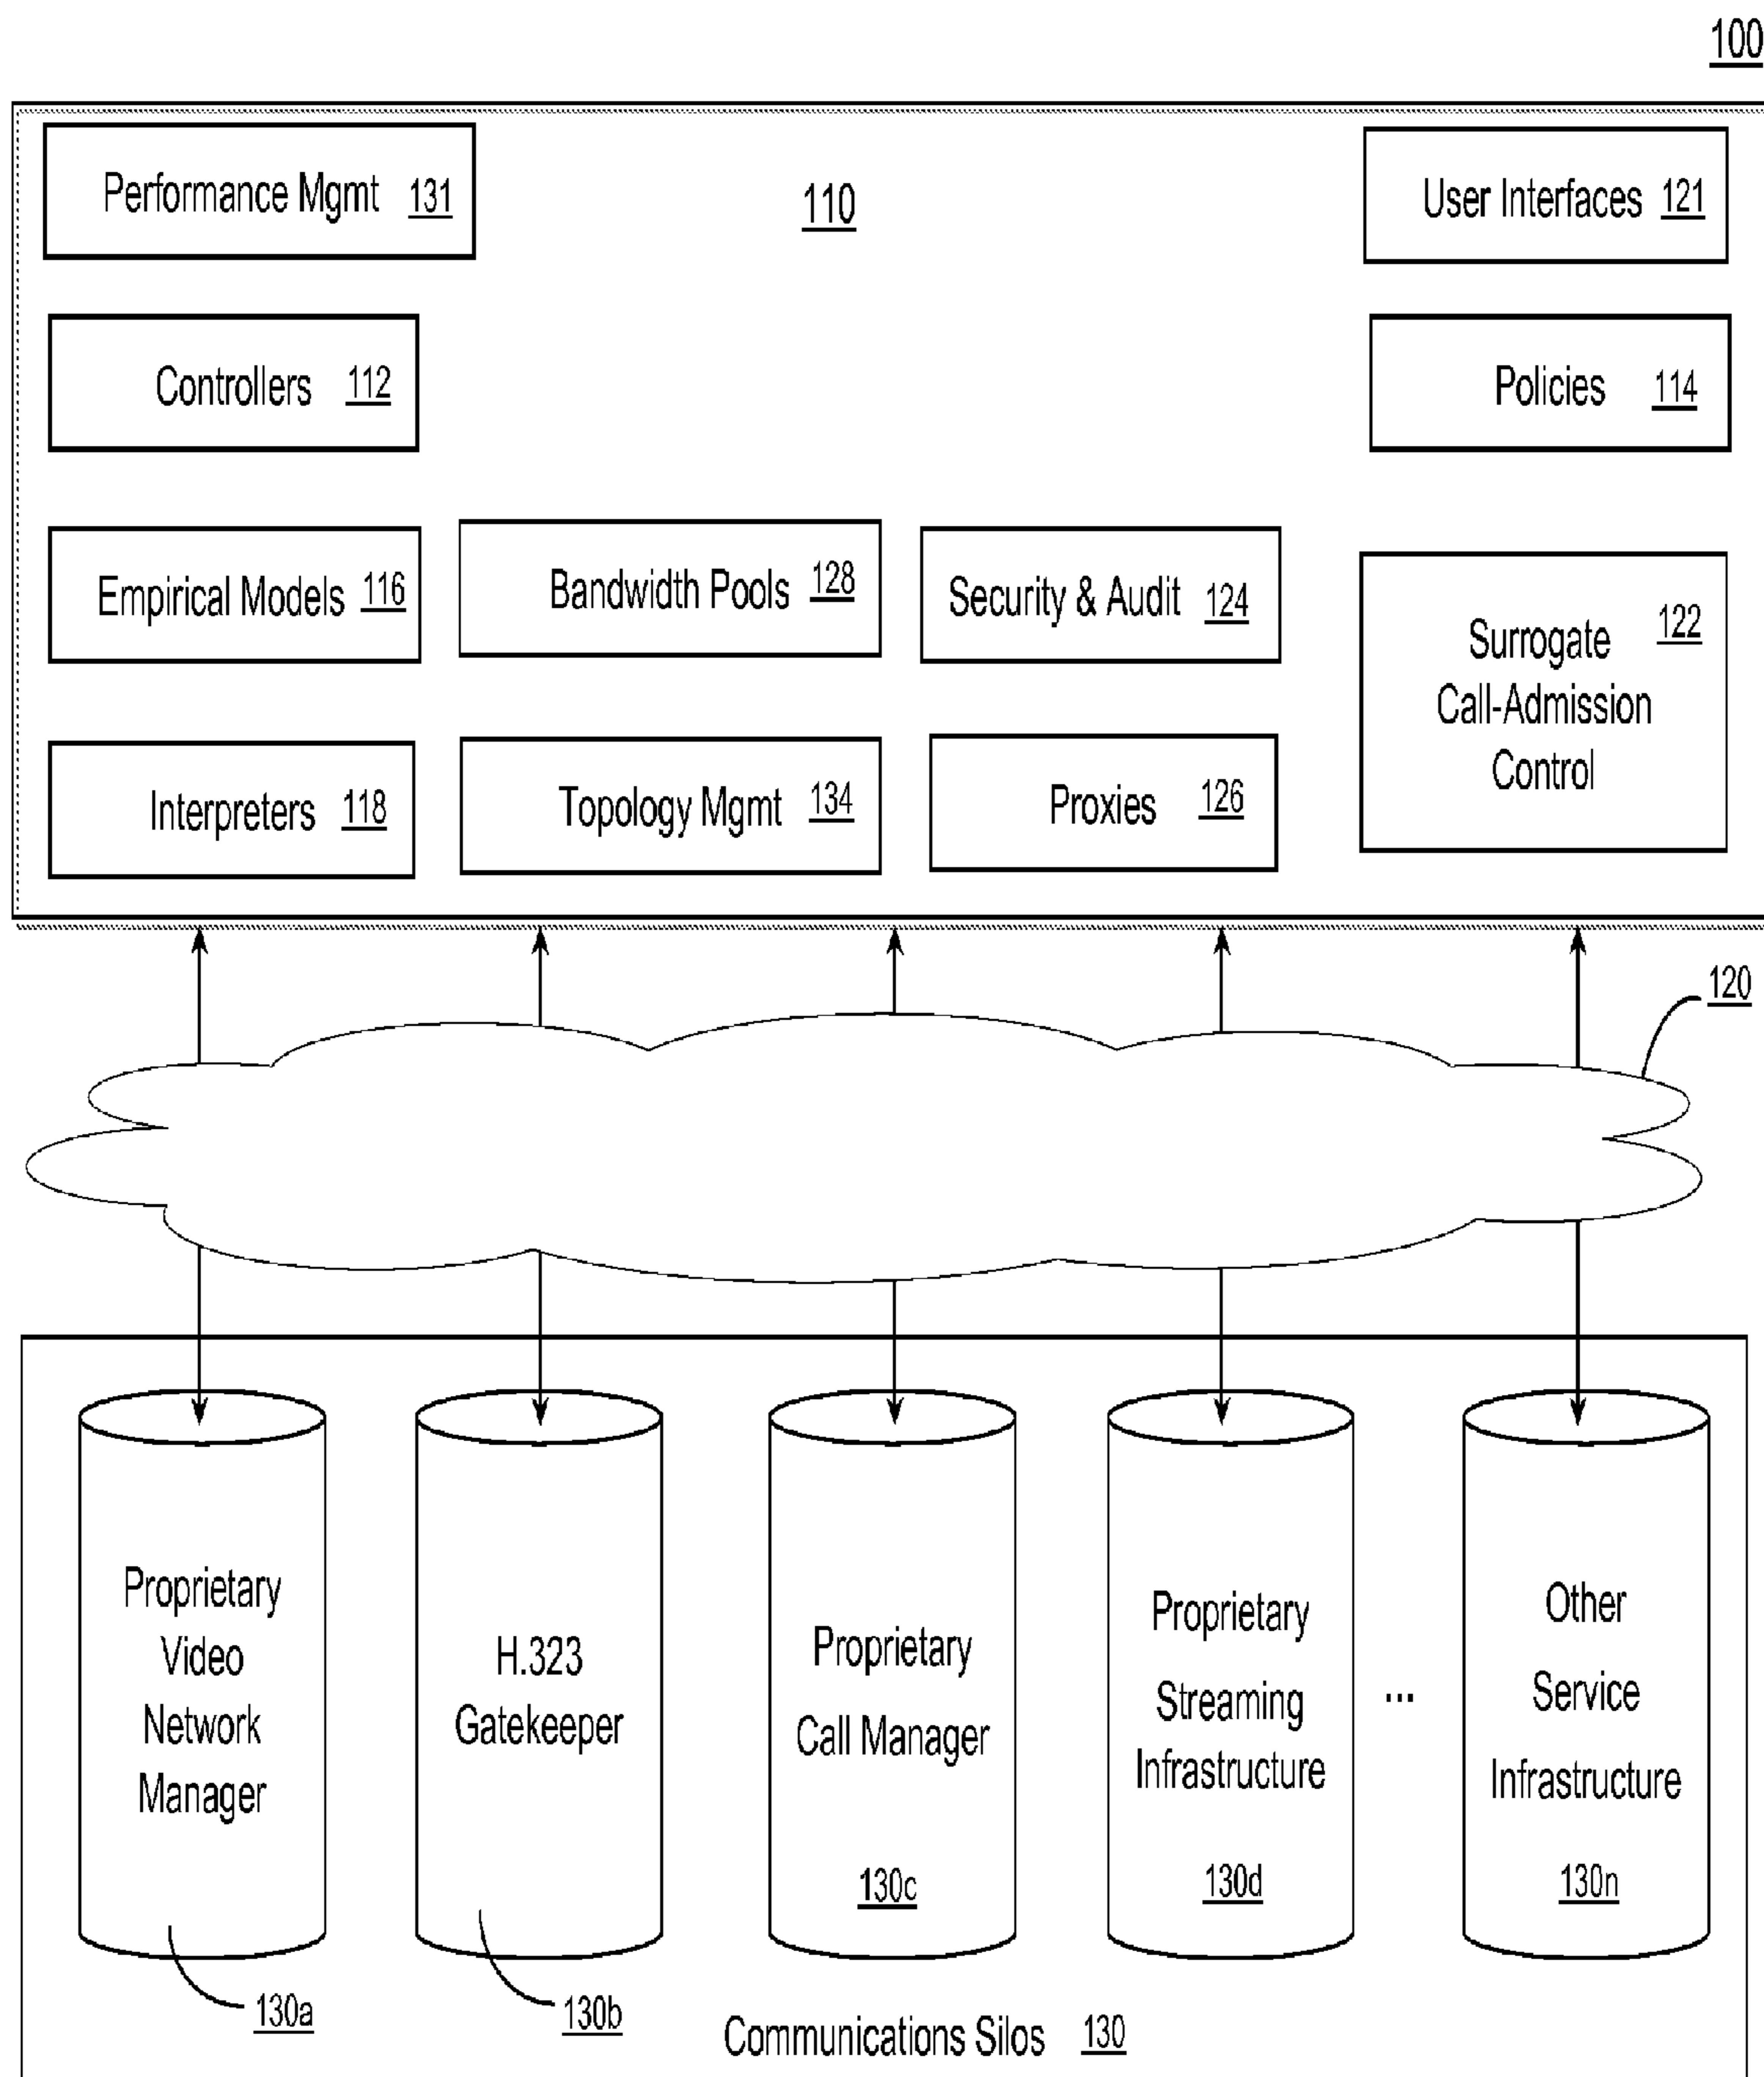 100
Performance Mgmt 131
110
User Interfaces 121
Controllers 112
Policies 114
Empirical Models 116
Bandwidth Pools 128
Security & Audit 124
Surrogate 122
Call-Admission
Control
Interpreters 118
Topology Mgmt 134
Proxies 126
120
Proprietary
Video
Network
Manager
130a
H.323
Gatekeeper
130b
Proprietary
Call Manager
130c
Proprietary
Streaming
Infrastructure
130d
...
Other
Service
Infrastructure
130n
Communications Silos 130